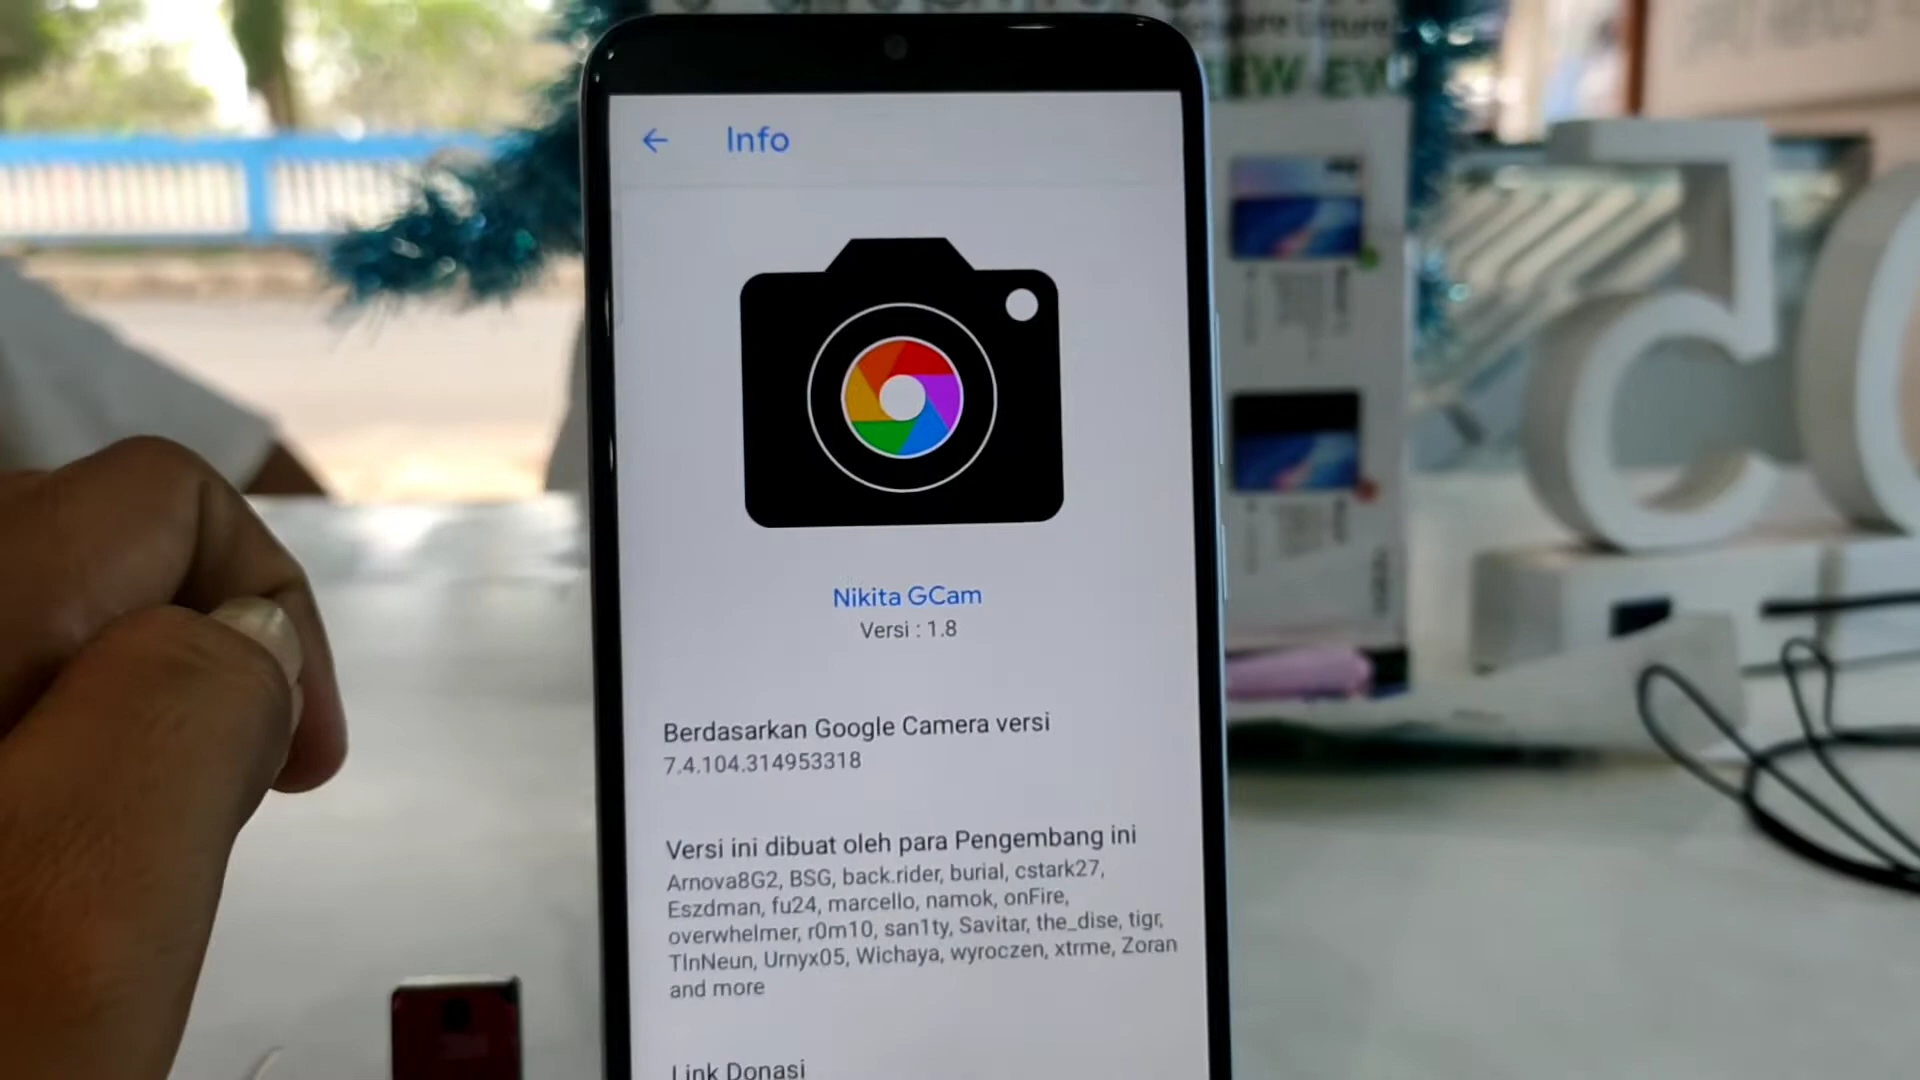 Info
Nikita GCam
Versi : 1.8
Berdasarkan Google Camera versi
7.4.104.314953318
Versi ini dibuat oleh para Pengembang ini
Arnova8G2, BSG, back.rider, burial, cstark27,
Eszdman, fu24, marcello, namok, onFire,
overwhelmer, r0m10, san1ty, Savitar, the_dise, tigr,
TlnNeun, Urnyx05, Wichaya, wyroczen, xtrme, Zoran
and more
Link Donasi